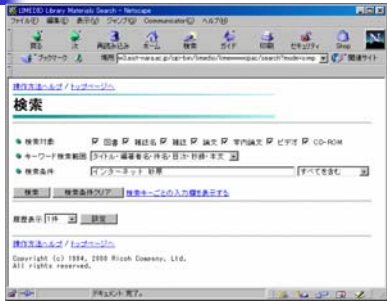 LIMEDIO Library Materials Search - Netscape
ファイル(F) 編集(E) 表示(V) ジャンプ(G) Communicator(C) ヘルプ(H)
戻る 次 再読み込み ホーム 検索 ガイド 印刷 セキュリティ Shop N
ブックマーク 場所 関連サイト
操作方法ヘルプ / トップページへ
検索
検索対象 図書 雑誌名 雑誌 論文 学内論文 ビデオ CD-ROM
キーワード検索範囲 タイトル・編著者名・件名・目次・抄録・本文
検索条件 インターネット 砂原 すべてを含む
検索 検索条件クリア 検索キーごとの入力欄を表示する
履歴表示 1件 設定
操作方法ヘルプ / トップページへ
Copyright (c) 1994, 2000 Ricoh Company, Ltd.
All rights reserved.
ドキュメント 完了。